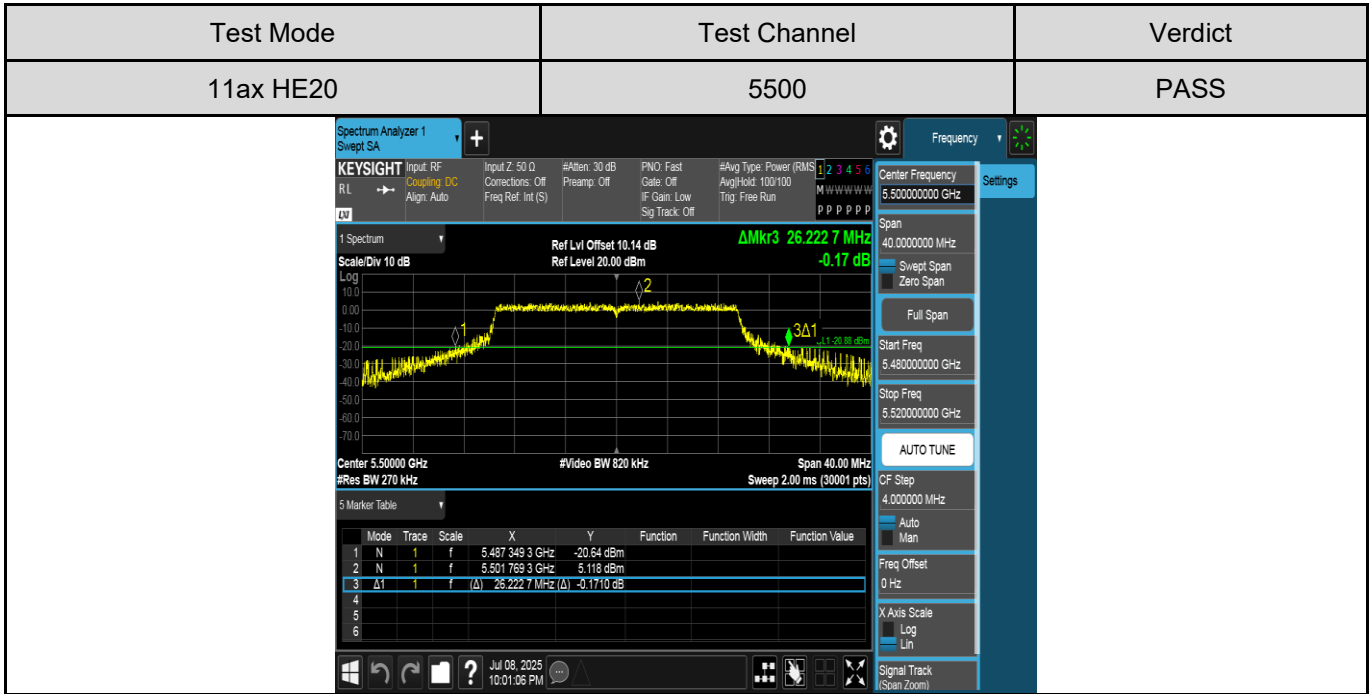 Test Mode Test Channel Verdict
11ax HE20 5500 PASS
Spectrum Analyzer 1
Swept SA
+
Frequency
KEYSIGHT
RL
LXI
Input: RF
Coupling: DC
Align: Auto
Input Z: 50 Ω
Corrections: Off
Freq Ref: Int (S)
#Atten: 30 dB
Preamp: Off
PNO: Fast
Gate: Off
IF Gain: Low
Sig Track: Off
#Avg Type: Power (RMS
Avg|Hold: 100/100
Trig: Free Run
1 2 3 4 5 6
M W W W W W
P P P P P P
1 Spectrum
Scale/Div 10 dB
Ref Lvl Offset 10.14 dB
Ref Level 20.00 dBm
ΔMkr3 26.222 7 MHz
-0.17 dB
Log
10.0
0.00
-10.0
-20.0
-30.0
-40.0
-50.0
-60.0
-70.0
1
2
3Δ1
DL1 -20.88 dBm
Center 5.50000 GHz #Video BW 820 kHz Span 40.00 MHz
#Res BW 270 kHz Sweep 2.00 ms (30001 pts)
5 Marker Table
Mode Trace Scale X Y Function Function Width Function Value
1 N 1 f 5.487 349 3 GHz -20.64 dBm
2 N 1 f 5.501 769 3 GHz 5.118 dBm
3 Δ1 1 f (Δ) 26.222 7 MHz (Δ) -0.1710 dB
4
5
6
?
Jul 08, 2025
10:01:06 PM
Settings
Center Frequency
5.500000000 GHz
Span
40.0000000 MHz
Swept Span
Zero Span
Full Span
Start Freq
5.480000000 GHz
Stop Freq
5.520000000 GHz
AUTO TUNE
CF Step
4.000000 MHz
Auto
Man
Freq Offset
0 Hz
X Axis Scale
Log
Lin
Signal Track
(Span Zoom)